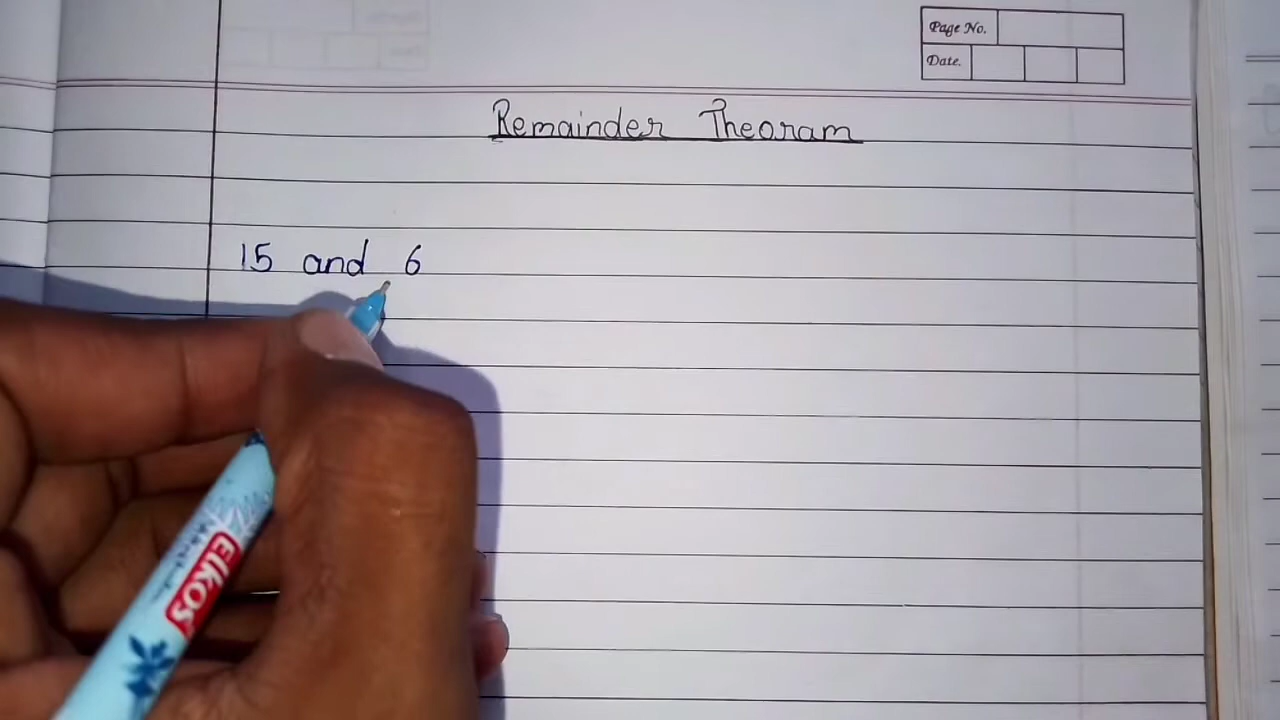 Page No.
Date.
Remainder Theoram
15 and 6
Elkos